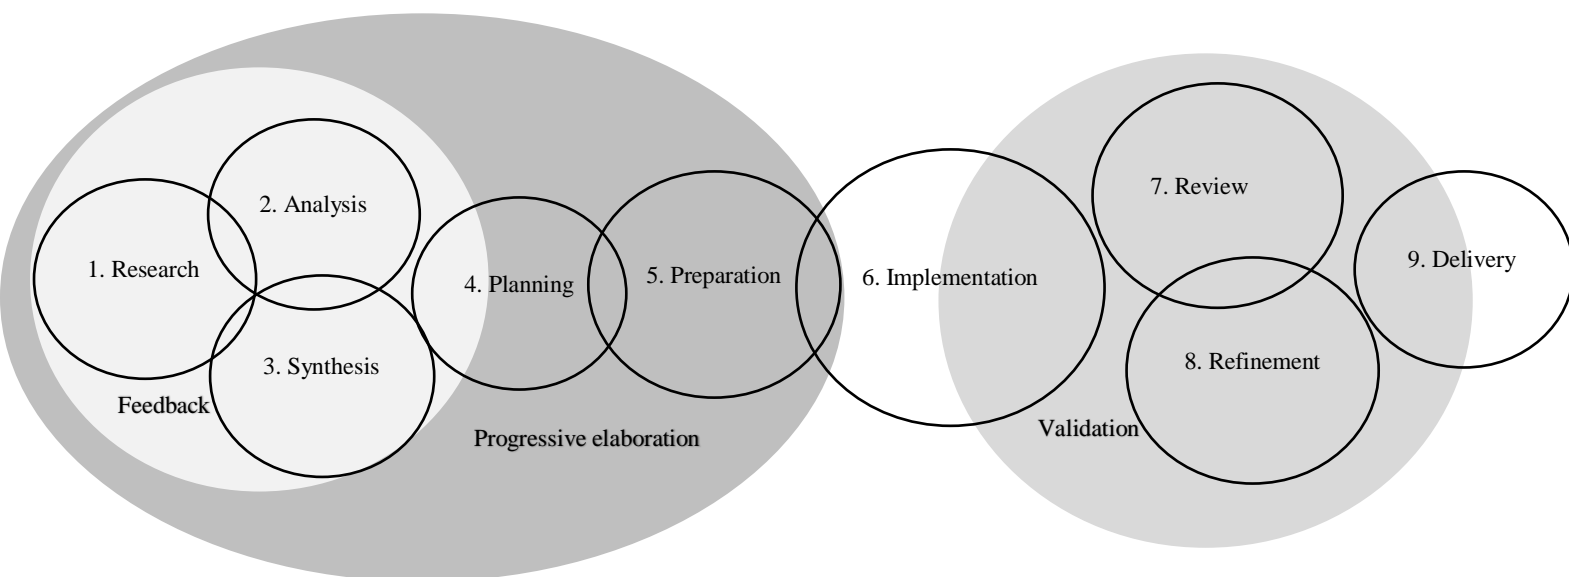 1. Research
2. Analysis
3. Synthesis
Feedback
4. Planning
5. Preparation
Progressive elaboration
6. Implementation
7. Review
8. Refinement
Validation
9. Delivery